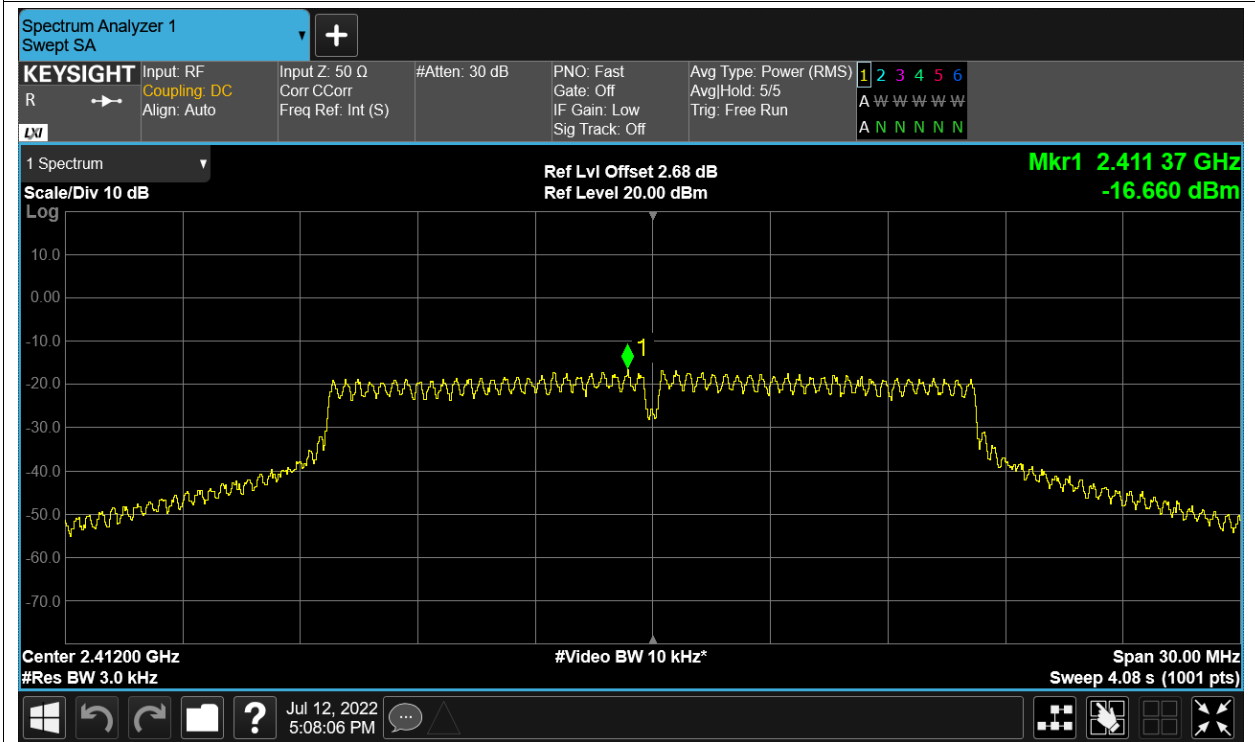 Spectrum Analyzer 1
Swept SA
KEYSIGHT
R
LXI
Input: RF
Coupling: DC
Align: Auto
Input Z: 50 Ω
Corr CCorr
Freq Ref: Int (S)
#Atten: 30 dB
PNO: Fast
Gate: Off
IF Gain: Low
Sig Track: Off
Avg Type: Power (RMS)
Avg|Hold: 5/5
Trig: Free Run
1 2 3 4 5 6
A W W W W W
A N N N N N
1 Spectrum
Scale/Div 10 dB
Log
Ref Lvl Offset 2.68 dB
Ref Level 20.00 dBm
Mkr1 2.411 37 GHz
-16.660 dBm
10.0
0.00
-10.0
1
-20.0
-30.0
-40.0
-50.0
-60.0
-70.0
Center 2.41200 GHz
#Res BW 3.0 kHz
#Video BW 10 kHz*
Span 30.00 MHz
Sweep 4.08 s (1001 pts)
?
Jul 12, 2022
5:08:06 PM